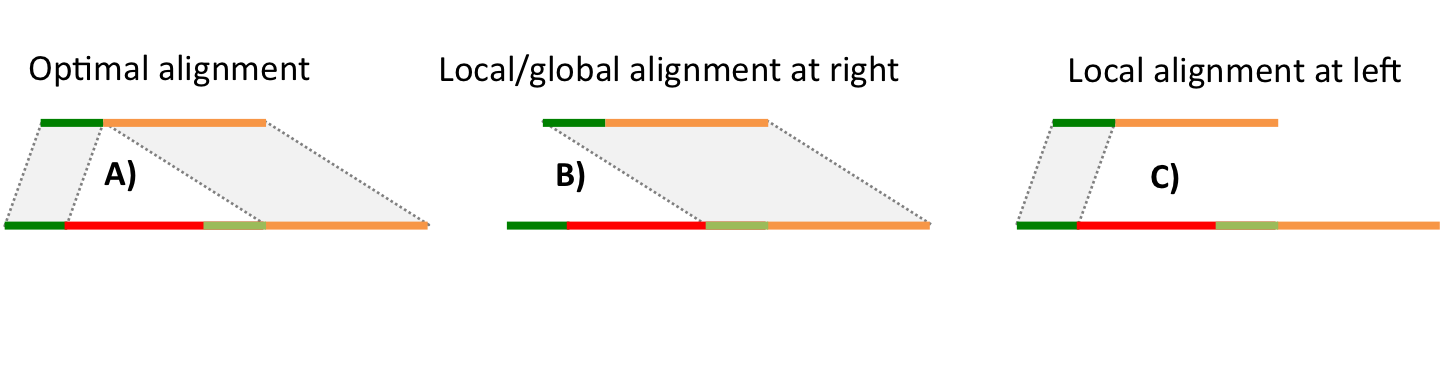 Optimal alignment
Local/global alignment at right
Local alignment at left
A)
B)
C)